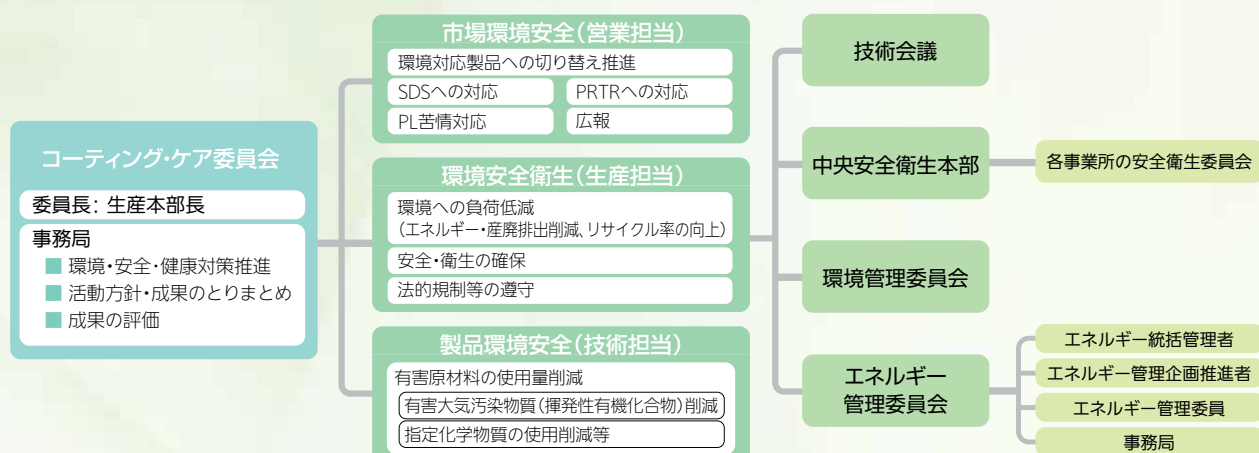 コーティング・ケア委員会
委員長: 生産本部長
事務局
環境・安全・健康対策推進
活動方針・成果のとりまとめ
成果の評価
市場環境安全(営業担当)
環境対応製品への切り替え推進
SDSへの対応
PRTRへの対応
PL苦情対応
広報
環境安全衛生(生産担当)
環境への負荷低減
(エネルギー・産廃排出削減、リサイクル率の向上)
安全・衛生の確保
法的規制等の遵守
製品環境安全(技術担当)
有害原材料の使用量削減
有害大気汚染物質(揮発性有機化合物)削減
指定化学物質の使用削減等
技術会議
中央安全衛生本部
各事業所の安全衛生委員会
環境管理委員会
エネルギー
管理委員会
エネルギー統括管理者
エネルギー管理企画推進者
エネルギー管理委員
事務局